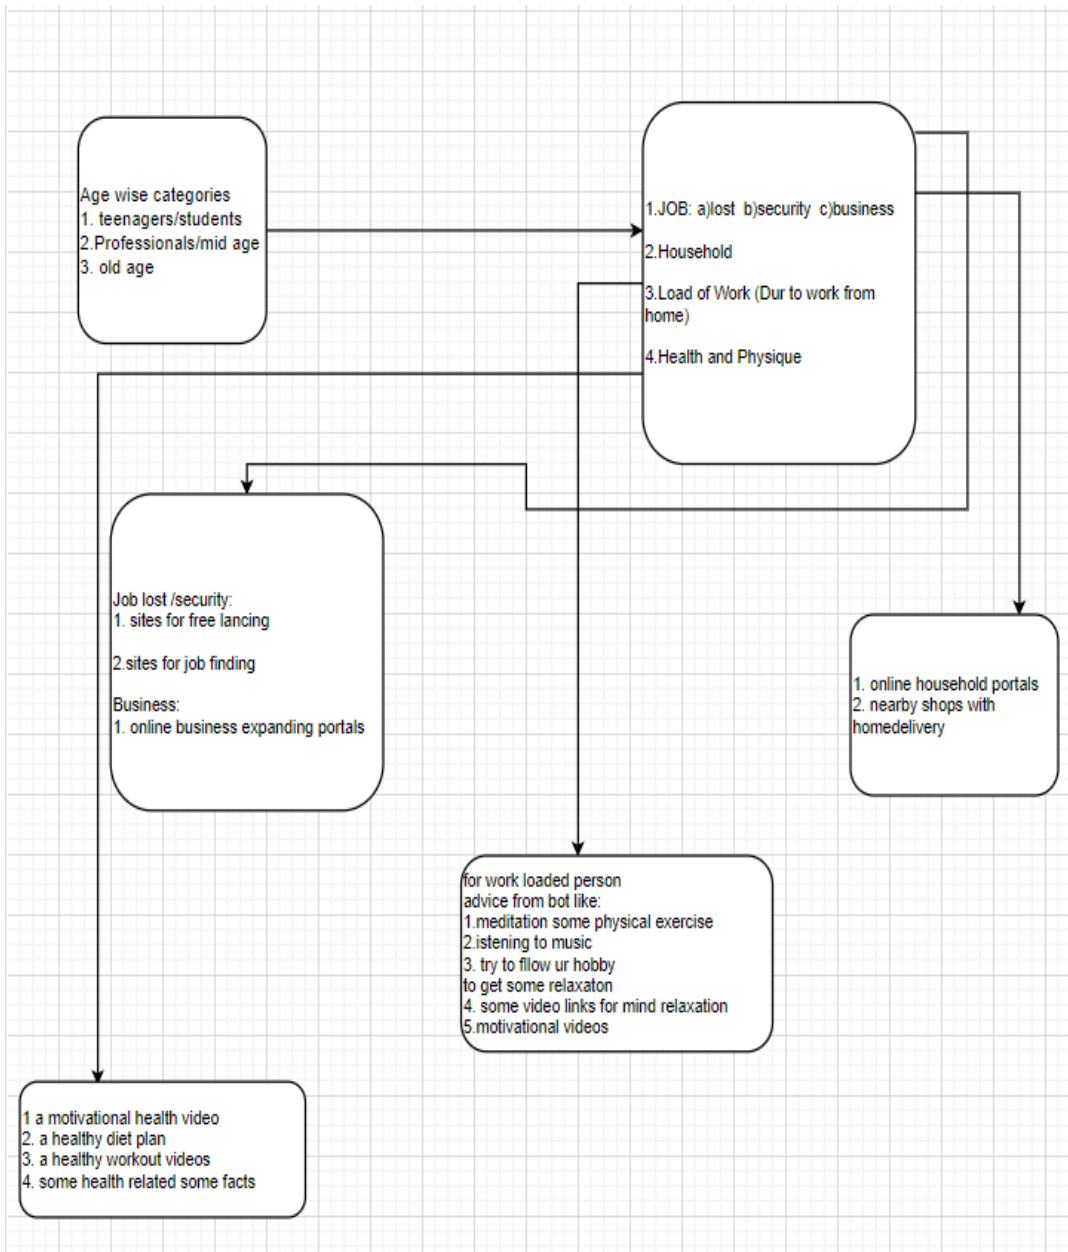 Age wise categories
1. teenagers/students
2.Professionals/mid age
3. old age
1.JOB: a)lost b)security c)business
2.Household
3.Load of Work (Dur to work from
home)
4.Health and Physique
Job lost /security:
1. sites for free lancing
2.sites for job finding
Business:
1. online business expanding portals
1. online household portals
2. nearby shops with
homedelivery
for work loaded person
advice from bot like:
1.meditation some physical exercise
2.istening to music
3. try to fllow ur hobby
to get some relaxaton
4. some video links for mind relaxation
5.motivational videos
1 a motivational health video
2. a healthy diet plan
3. a healthy workout videos
4. some health related some facts